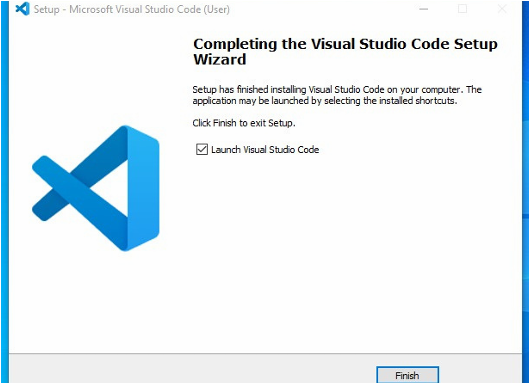 Setup - Microsoft Visual Studio Code (User)
Completing the Visual Studio Code Setup
Wizard
Setup has finished installing Visual Studio Code on your computer. The
application may be launched by selecting the installed shortcuts.
Click Finish to exit Setup.
Launch Visual Studio Code
Finish